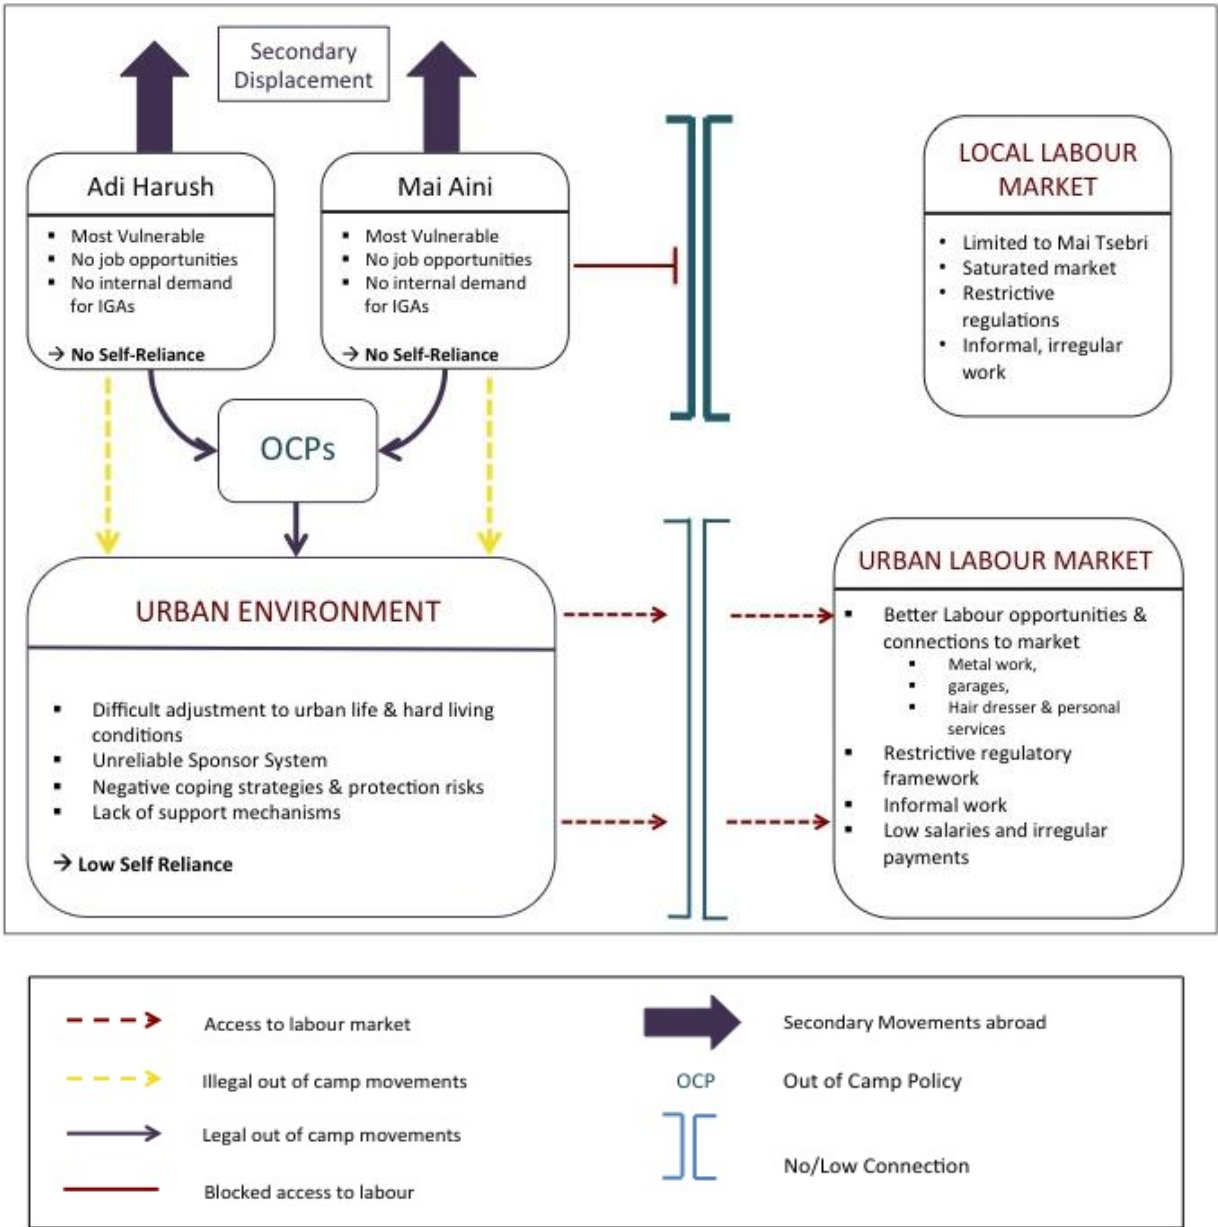 Secondary
Displacement
Adi Harush
▪ Most Vulnerable
▪ No job opportunities
▪ No internal demand
for IGAs
→ No Self-Reliance
Mai Aini
▪ Most Vulnerable
▪ No job opportunities
▪ No internal demand
for IGAs
→ No Self-Reliance
LOCAL LABOUR
MARKET
• Limited to Mai Tsebri
• Saturated market
• Restrictive
regulations
• Informal, irregular
work
OCPs
URBAN ENVIRONMENT
▪ Difficult adjustment to urban life & hard living
conditions
▪ Unreliable Sponsor System
▪ Negative coping strategies & protection risks
▪ Lack of support mechanisms
→ Low Self Reliance
URBAN LABOUR MARKET
▪ Better Labour opportunities &
connections to market
▪ Metal work,
▪ garages,
▪ Hair dresser & personal
services
▪ Restrictive regulatory
framework
▪ Informal work
▪ Low salaries and irregular
payments
Access to labour market
Illegal out of camp movements
Legal out of camp movements
Blocked access to labour
Secondary Movements abroad
OCP Out of Camp Policy
No/Low Connection